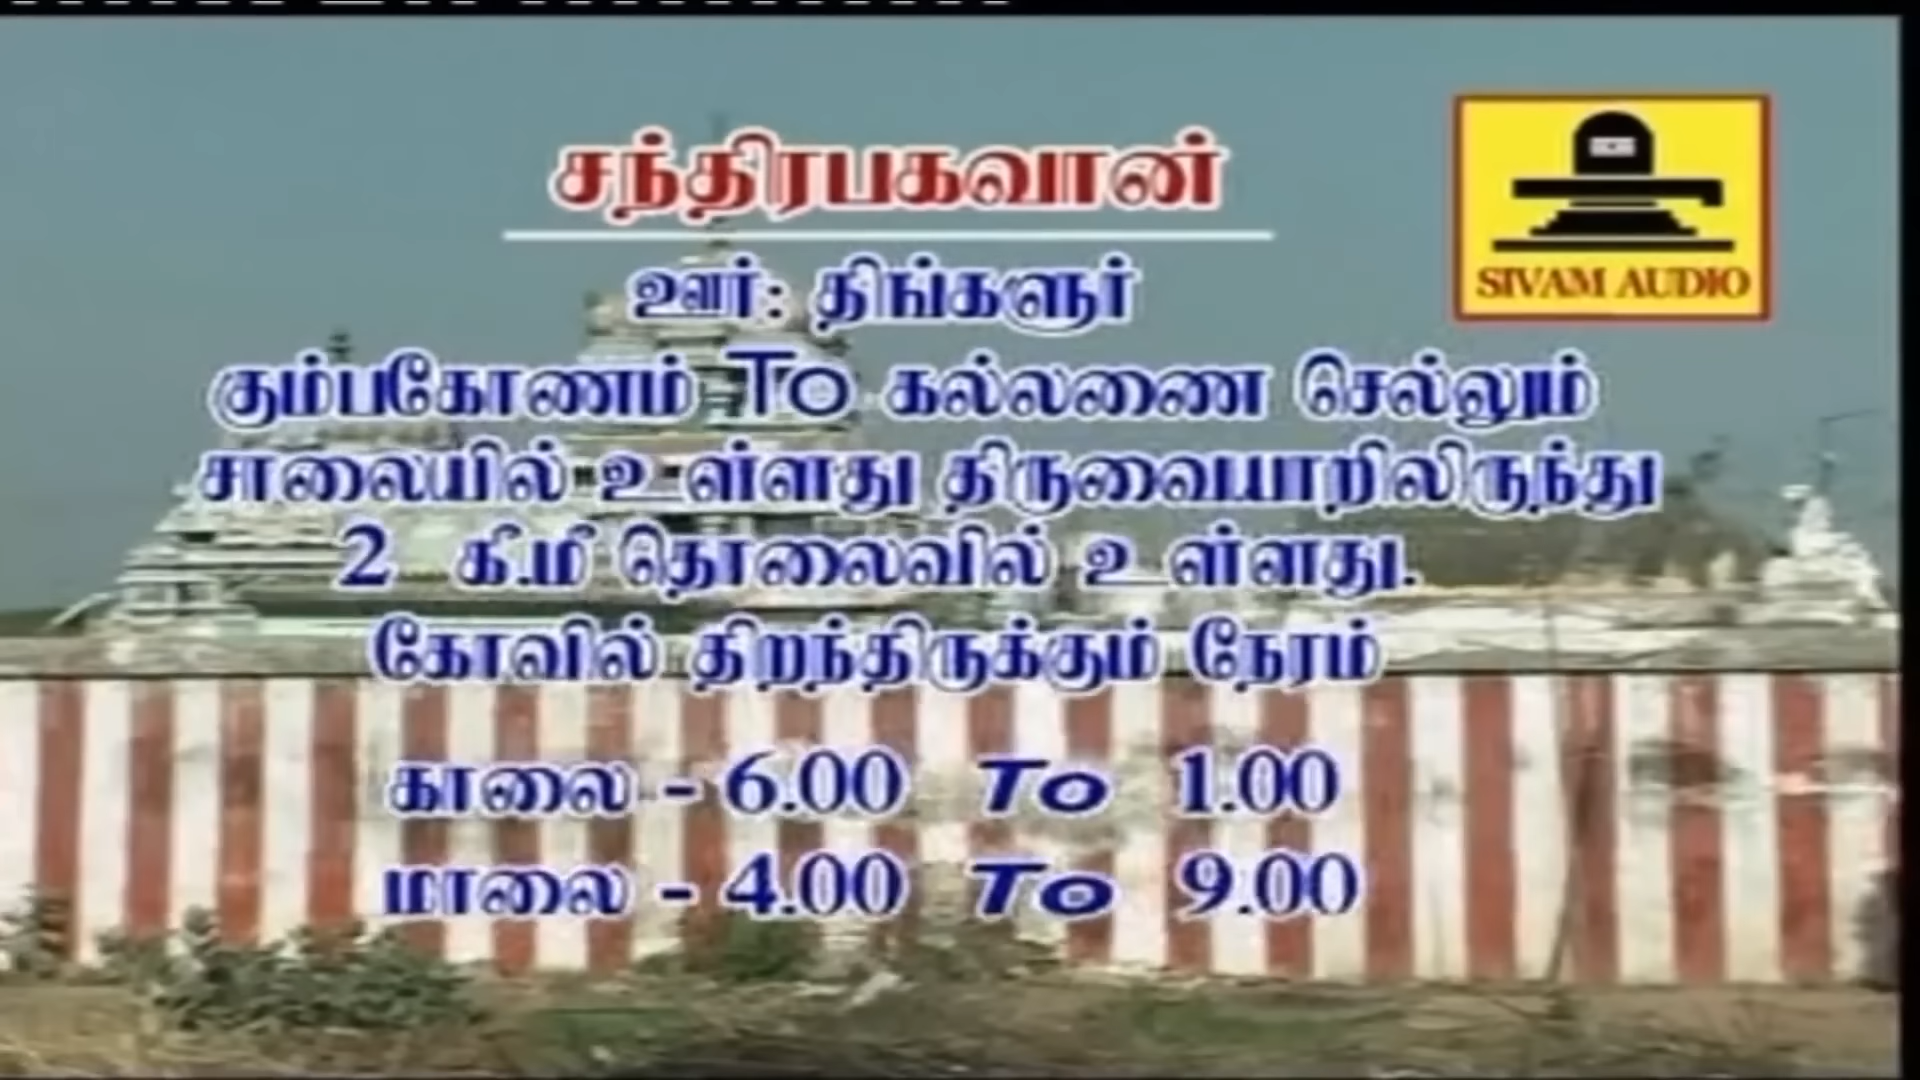 சந்திரபகவான்
SIVAM AUDIO
ஊர்: திங்களுர்
கும்பகோணம் To கல்லணை செல்லும்
சாலையில் உள்ளது திருவையாறிலிருந்து
2 கி.மீ தொலைவில் உள்ளது.
கோவில் திறந்திருக்கும் நேரம்
காலை - 6.00 To 1.00
மாலை - 4.00 To 9.00